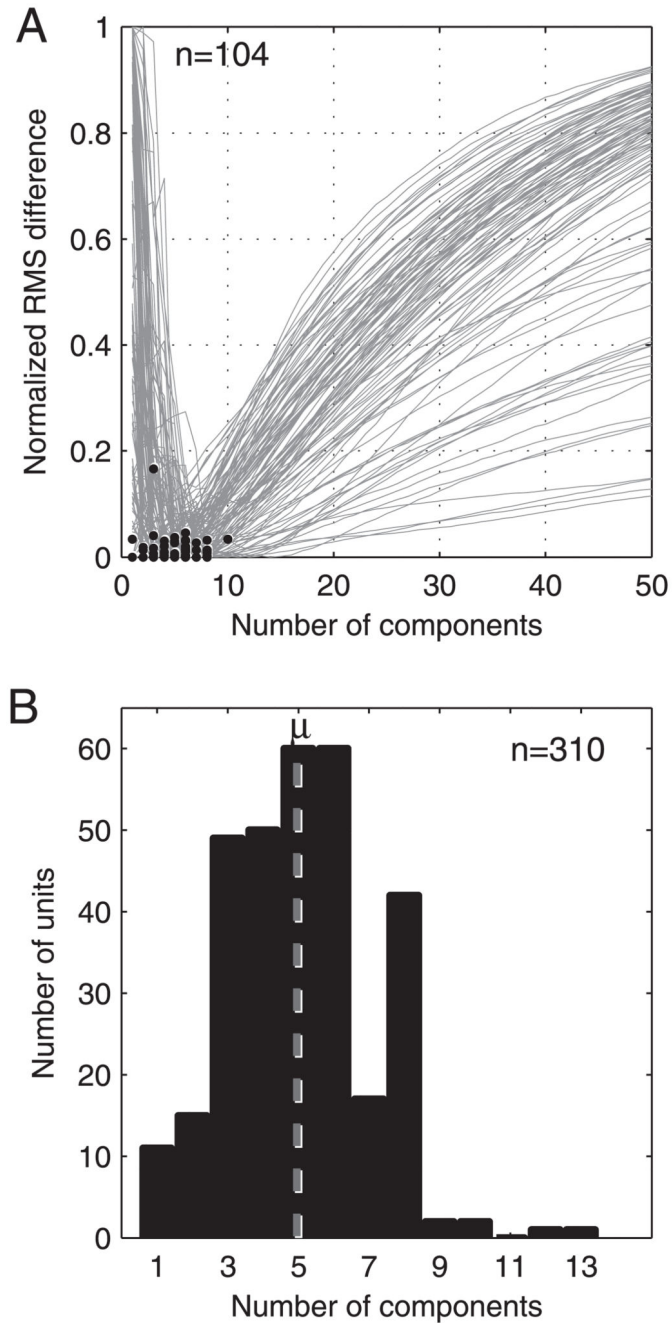 A
n=104
Normalized RMS difference
1
0.8
0.6
0.4
0.2
0
0 10 20 30 40 50
Number of components
B
μ
n=310
Number of units
60
50
40
30
20
10
0
1 3 5 7 9 11 13
Number of components